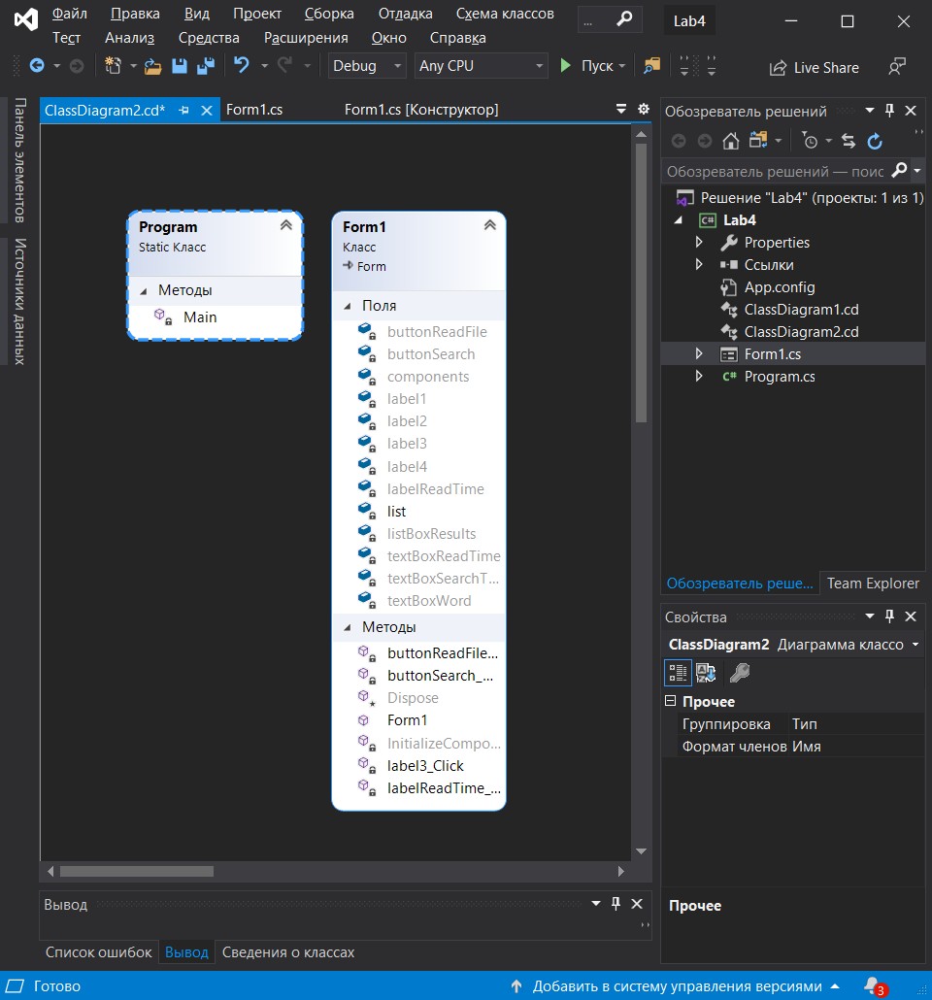 Файл Правка Вид Проект Сборка Отладка Схема классов ... Lab4
Тест Анализ Средства Расширения Окно Справка
Debug Any CPU Пуск Live Share
Панель элементов
Источники данных
ClassDiagram2.cd* Form1.cs Form1.cs [Конструктор]
Program
Static Класс
Методы
Main
Form1
Класс
Form
Поля
buttonReadFile
buttonSearch
components
label1
label2
label3
label4
labelReadTime
list
listBoxResults
textBoxReadTime
textBoxSearchT...
textBoxWord
Методы
buttonReadFile...
buttonSearch_...
Dispose
Form1
InitializeCompo...
label3_Click
labelReadTime_...
Обозреватель решений
Обозреватель решений — поис
Решение "Lab4" (проекты: 1 из 1)
C# Lab4
Properties
Ссылки
App.config
ClassDiagram1.cd
ClassDiagram2.cd
Form1.cs
C# Program.cs
Обозреватель реше... Team Explorer
Свойства
ClassDiagram2 Диаграмма классо
Прочее
Группировка Тип
Формат членов Имя
Прочее
Вывод
Список ошибок Вывод Сведения о классах
Готово Добавить в систему управления версиями 3